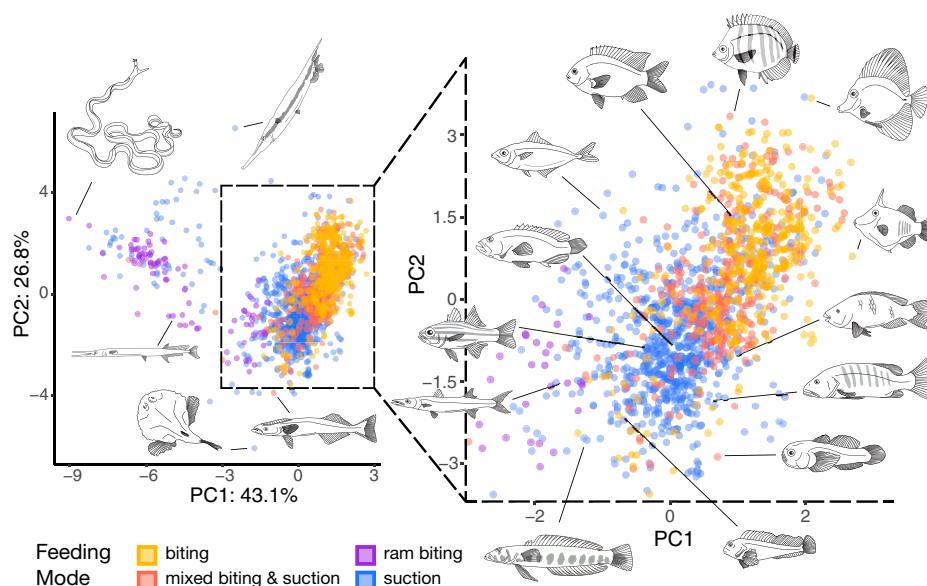 4
0
−4
PC2: 26.8%
−9
−6
−3
0
3
PC1: 43.1%
3
1.5
0
−1.5
−3
PC2
−2
0
2
PC1
Feeding
Mode
biting
mixed biting & suction
ram biting
suction